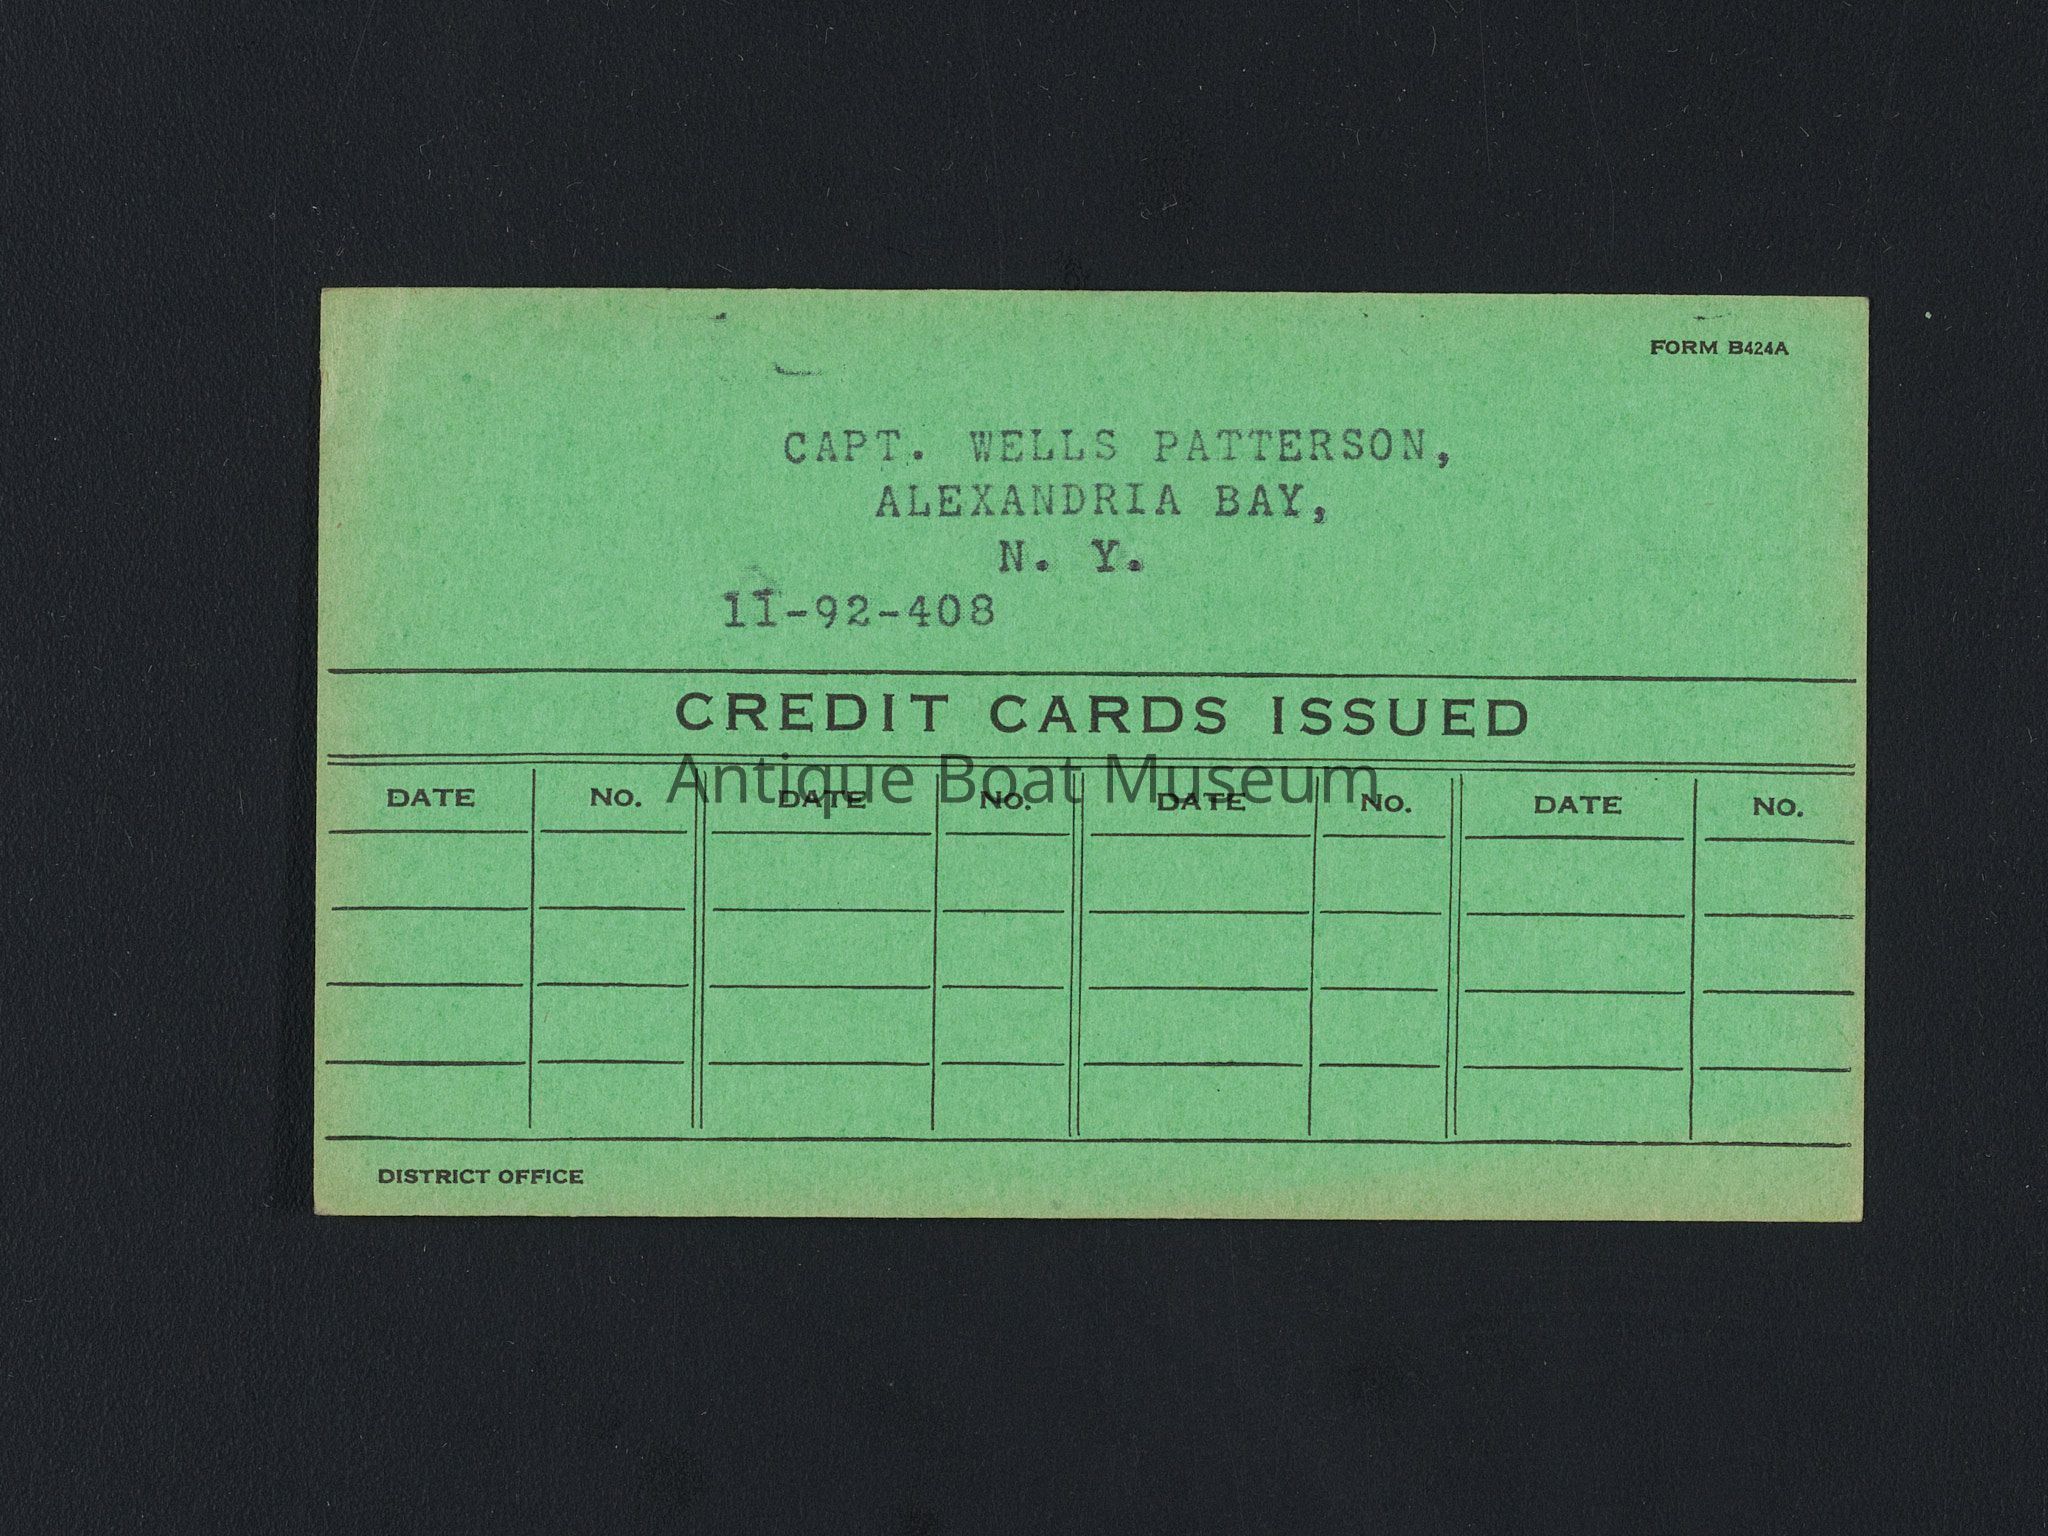 FORM B424A
CAPT. WELLS PATTERSON,
ALEXANDRIA BAY,
N. Y.
11-92-408
CREDIT CARDS ISSUED
Antique Boat Museum
DATE NO. DATE NO. DATE NO. DATE NO.
DISTRICT OFFICE